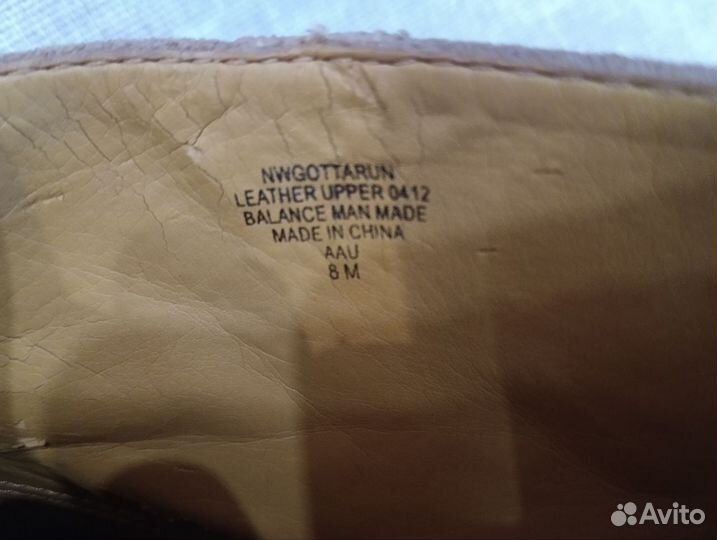 NWGOTTARUN
LEATHER UPPER 0412
BALANCE MAN MADE
MADE IN CHINA
AAU
8 M
Avito